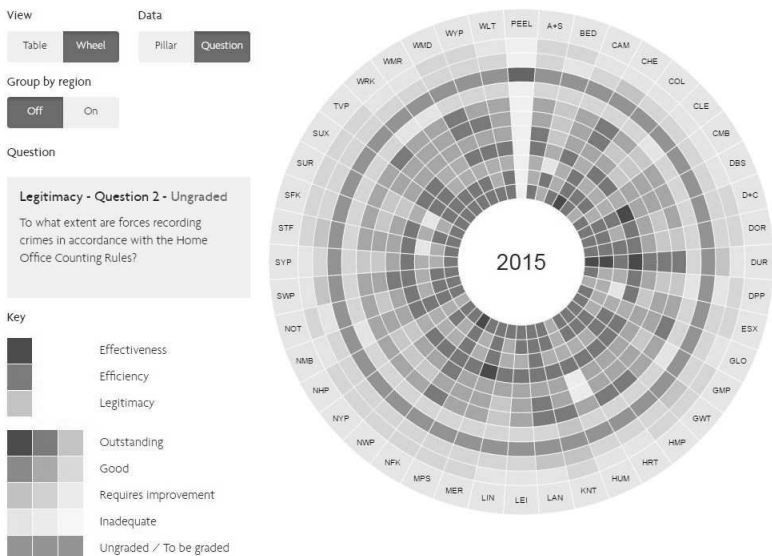 View
Data
Table
Wheel
Pillar
Question
Group by region
Off
On
Question
Legitimacy - Question 2 - Ungraded
To what extent are forces recording
crimes in accordance with the Home
Office Counting Rules?
Key
Effectiveness
Efficiency
Legitimacy
Outstanding
Good
Requires improvement
Inadequate
Ungraded / To be graded
PEEL
A+S
BED
CAM
CHE
COL
CLE
CMB
DBS
D+C
DOR
DUR
DPP
ESX
GLO
GMP
GWT
HMP
HRT
HUM
KNT
LAN
LEI
LIN
MER
MPS
NFK
NWP
NYP
NHP
NMB
NOT
SWP
SYP
STF
SFK
SUR
SUX
TVP
WRK
WMR
WMD
WYP
WLT
2015